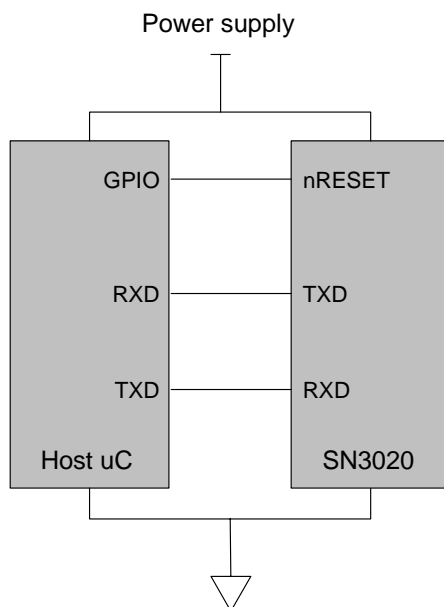 Power supply
GPIO nRESET
RXD TXD
TXD RXD
Host uC SN3020